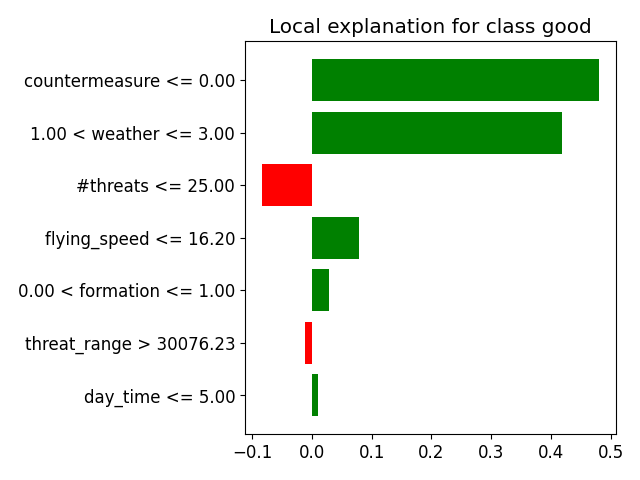 Local explanation for class good
countermeasure <= 0.00
1.00 < weather <= 3.00
#threats <= 25.00
flying_speed <= 16.20
0.00 < formation <= 1.00
threat_range > 30076.23
day_time <= 5.00
−0.1 0.0 0.1 0.2 0.3 0.4 0.5